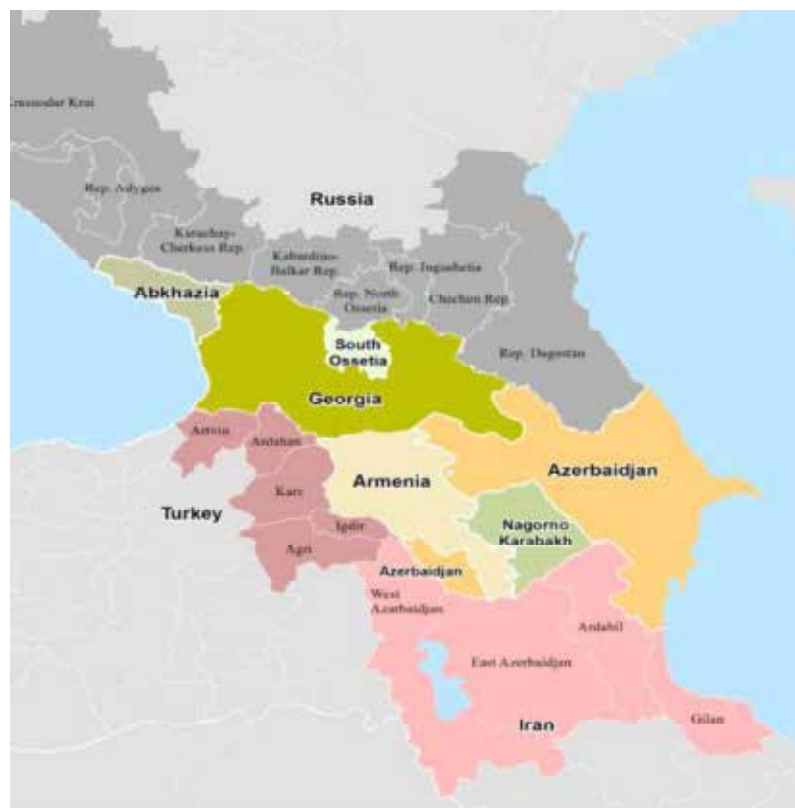 Krasnodar Krai
Rep. Adygea
Russia
Karachay-
Cherkess Rep.
Kabardino-
Balkar Rep.
Rep. Ingushetia
Rep. North
Ossetia
Chechen Rep.
Abkhazia
South
Ossetia
Rep. Dagestan
Georgia
Artvin
Ardahan
Azerbaidjan
Armenia
Kars
Turkey
Nagorno
Karabakh
Igdir
Agri
Azerbaidjan
West
Azarbaidjan
Ardabil
East Azerbaidjan
Iran
Gilan